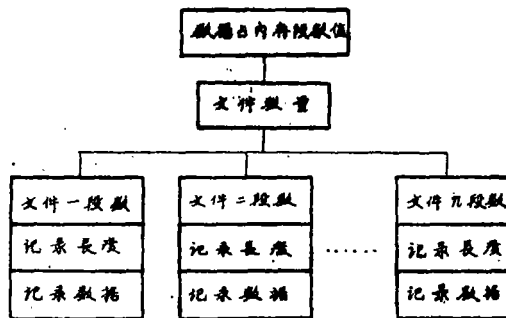 数据占内存段数值
文件数量
文件一段数 文件二段数 文件n段数
记录長度 记录長度 …… 记录長度
记录数据 记录数据 记录数据